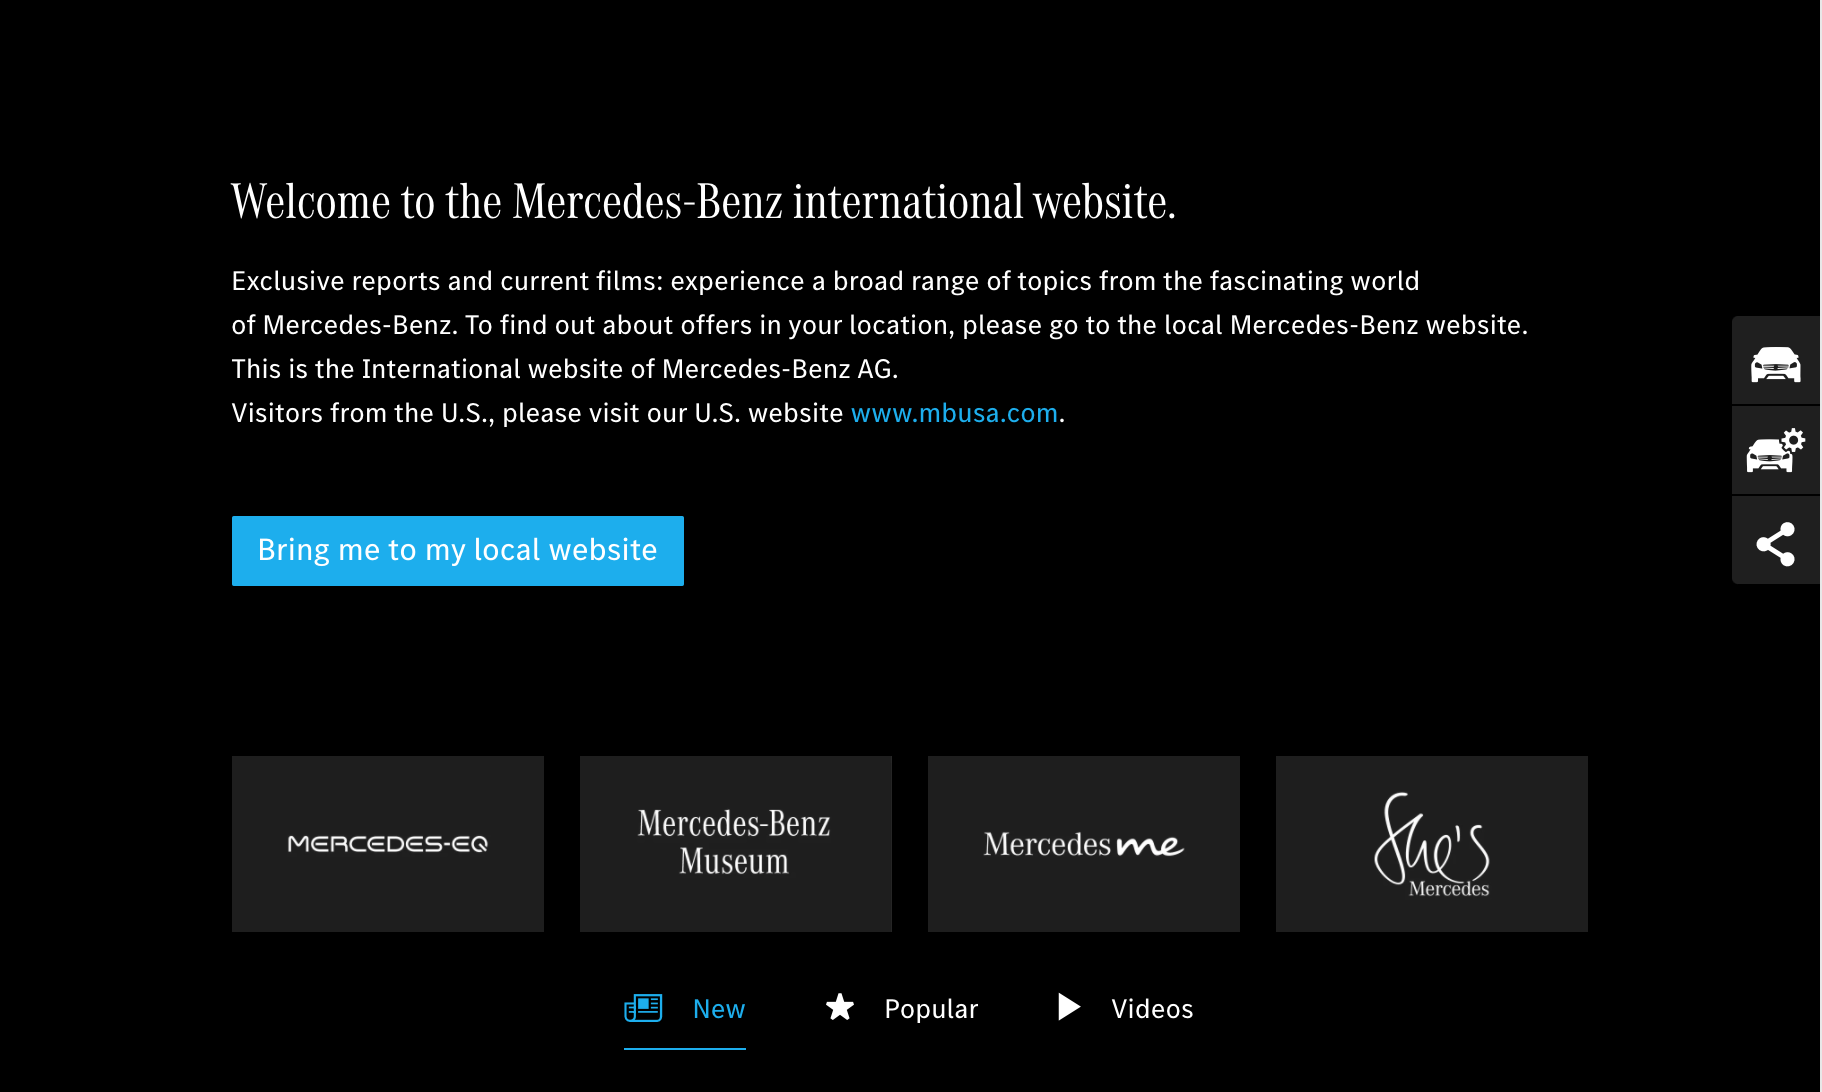 Welcome to the Mercedes-Benz international website.
Exclusive reports and current films: experience a broad range of topics from the fascinating world
of Mercedes-Benz. To find out about offers in your location, please go to the local Mercedes-Benz website.
This is the International website of Mercedes-Benz AG.
Visitors from the U.S., please visit our U.S. website www.mbusa.com.
Bring me to my local website
MERCEDES-EQ
Mercedes-Benz
Museum
Mercedes me
She's
Mercedes
New
Popular
Videos